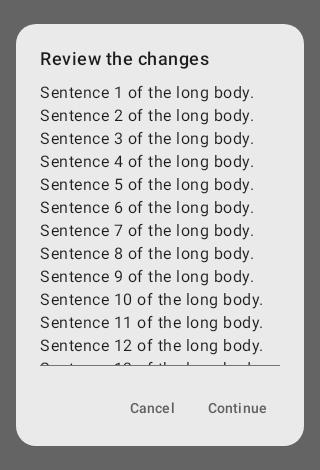 Review the changes
Sentence 1 of the long body.
Sentence 2 of the long body.
Sentence 3 of the long body.
Sentence 4 of the long body.
Sentence 5 of the long body.
Sentence 6 of the long body.
Sentence 7 of the long body.
Sentence 8 of the long body.
Sentence 9 of the long body.
Sentence 10 of the long body.
Sentence 11 of the long body.
Sentence 12 of the long body.
Cancel Continue